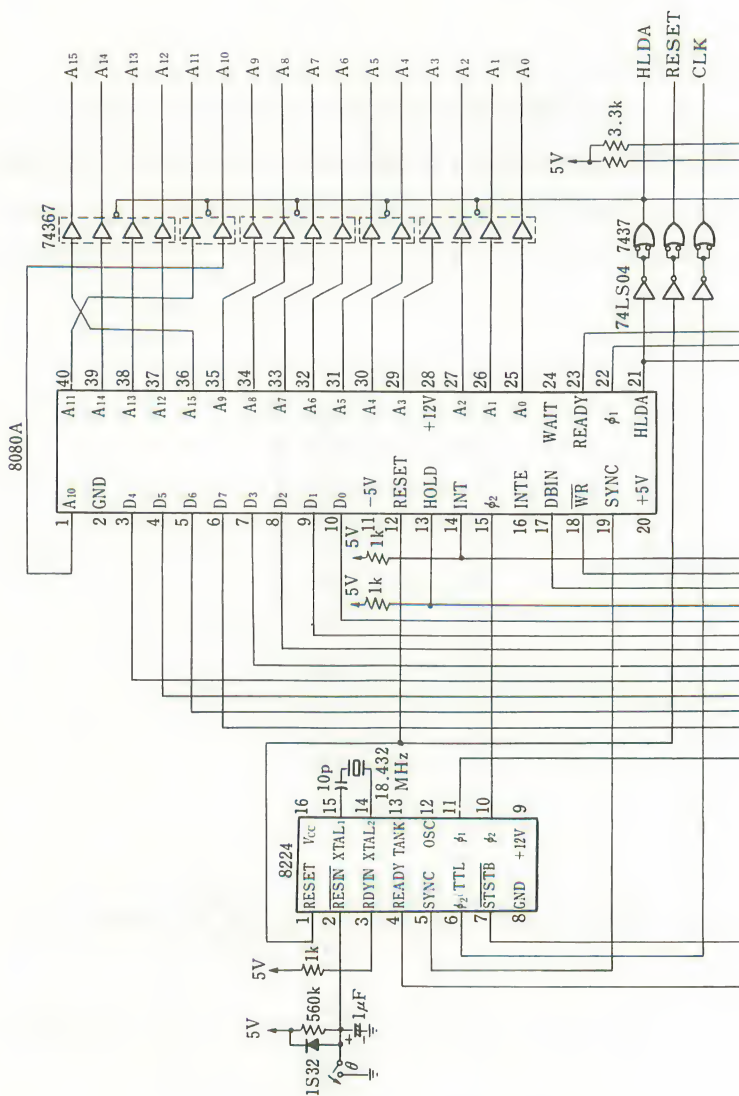 A15
A14
A13
A12
A11
A10
A9
A8
A7
A6
A5
A4
A3
A2
A1
A0
HLDA
RESET
CLK
5V
3.3k
74367
7437
74LS04
8080A
40
39
38
37
36
35
34
33
32
31
30
29
28
27
26
25
24
23
22
21
A11
A14
A13
A12
A15
A9
A8
A7
A6
A5
A4
A3
+12V
A2
A1
A0
WAIT
READY
ϕ1
HLDA
A10
GND
D4
D5
D6
D7
D3
D2
D1
D0
−5V
RESET
HOLD
INT
ϕ2
INTE
DBIN
WR
SYNC
+5V
1
2
3
4
5
6
7
8
9
10
11
12
13
14
15
16
17
18
19
20
5V
1k
5V
1k
8224
10p
18.432
MHz
16
15
14
13
12
11
10
9
Vcc
XTAL1
XTAL2
TANK
OSC
ϕ1
ϕ2
+12V
RESET
RESIN
RDYIN
READY
SYNC
ϕ2TTL
STSTB
GND
1
2
3
4
5
6
7
8
5V
1k
5V
560k
1μF
+
−
1S32
θ